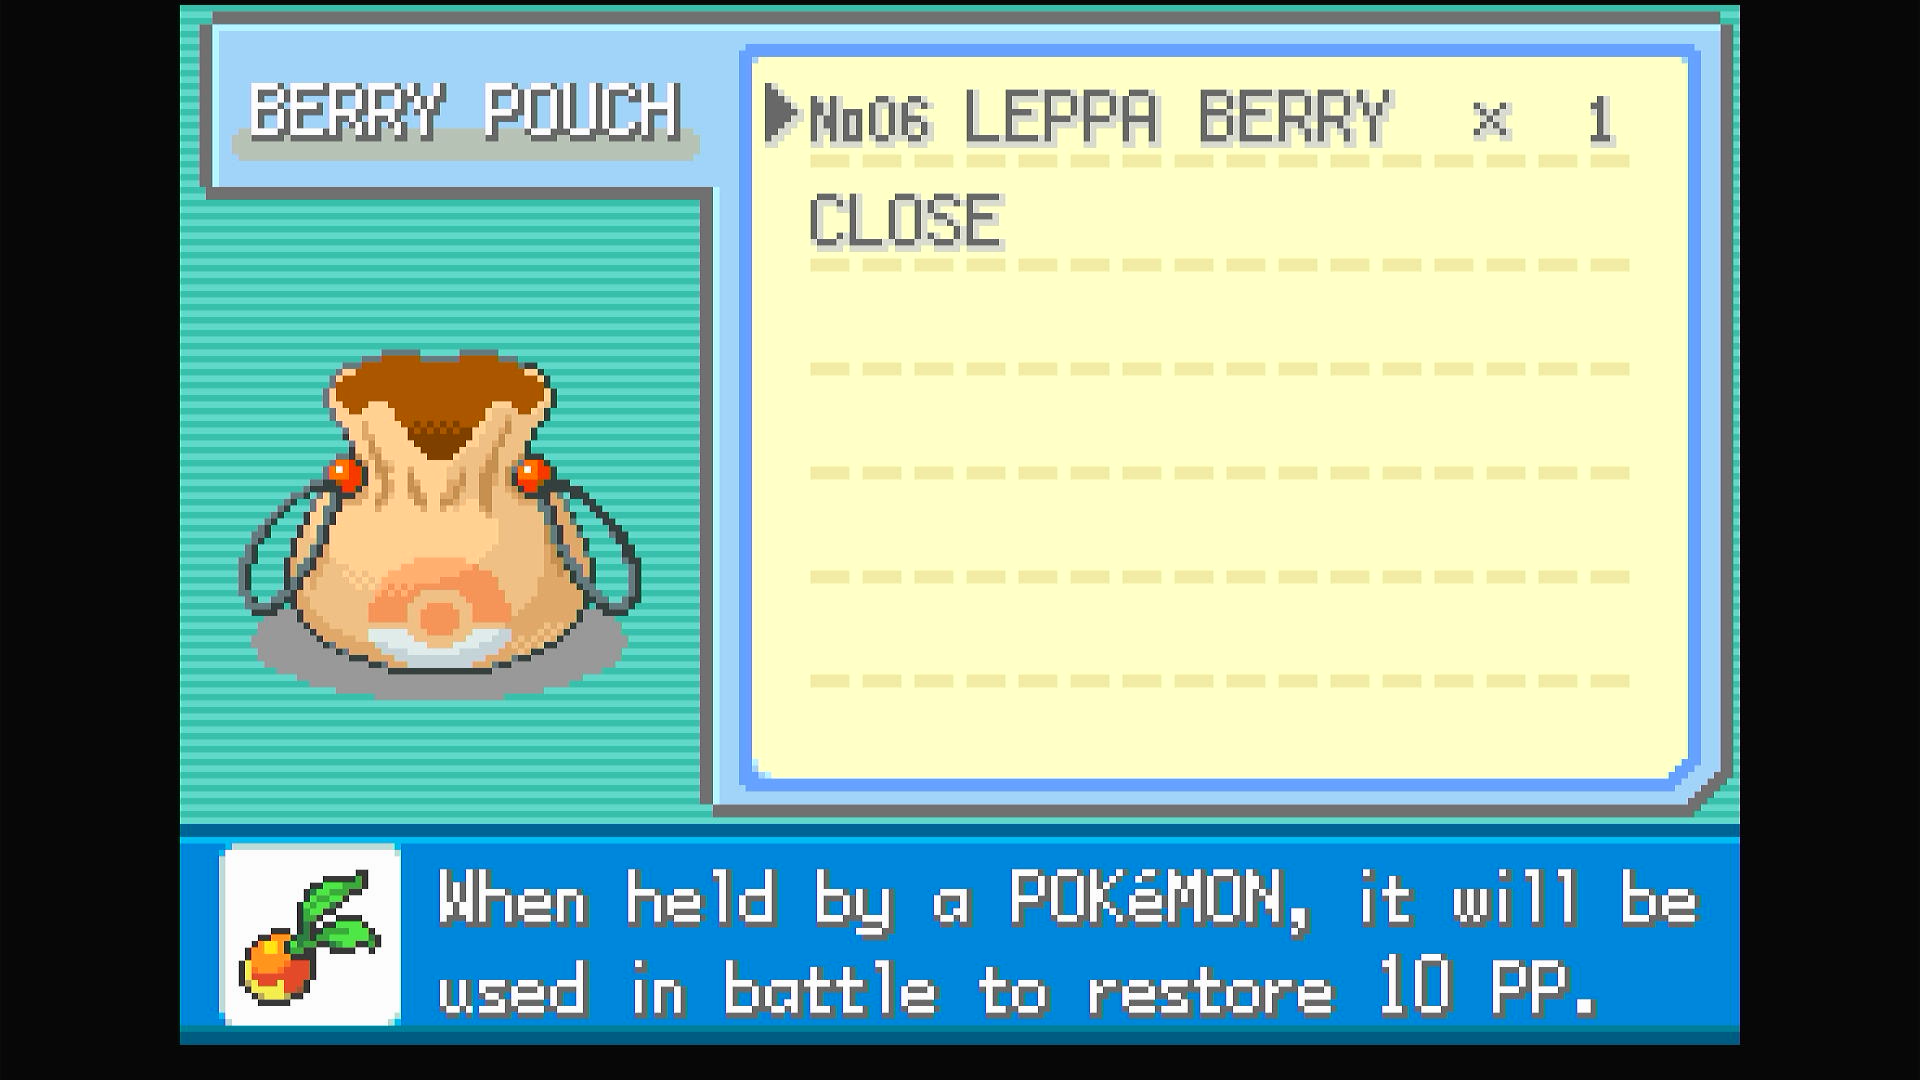 BERRY POUCH
▶No06 LEPPA BERRY × 1
CLOSE
When held by a POKéMON, it will be
used in battle to restore 10 PP.